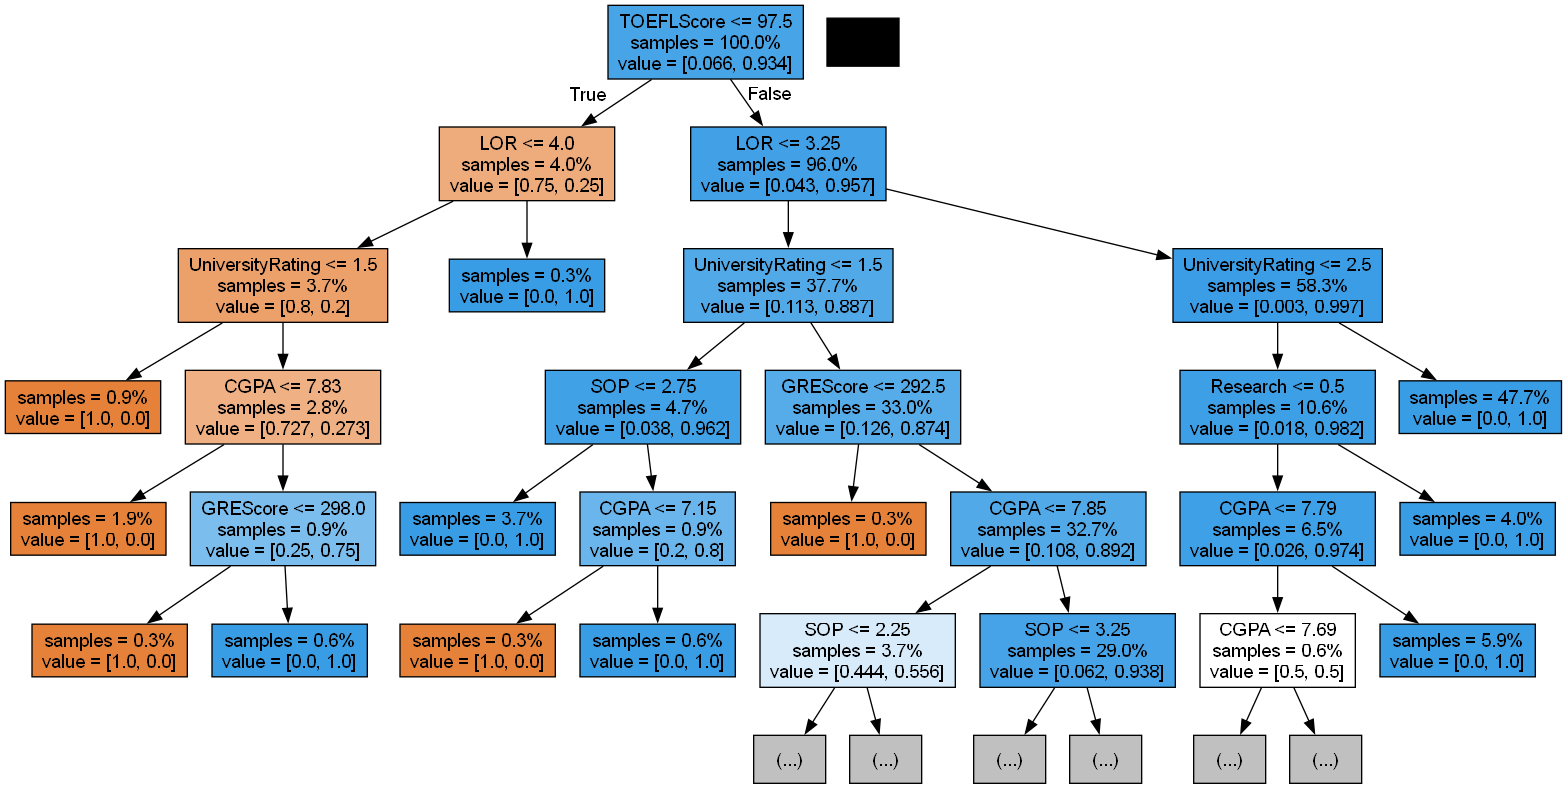 TOEFLScore <= 97.5
samples = 100.0%
value = [0.066, 0.934]
True
False
LOR <= 4.0
samples = 4.0%
value = [0.75, 0.25]
LOR <= 3.25
samples = 96.0%
value = [0.043, 0.957]
UniversityRating <= 1.5
samples = 3.7%
value = [0.8, 0.2]
samples = 0.3%
value = [0.0, 1.0]
UniversityRating <= 1.5
samples = 37.7%
value = [0.113, 0.887]
UniversityRating <= 2.5
samples = 58.3%
value = [0.003, 0.997]
samples = 0.9%
value = [1.0, 0.0]
CGPA <= 7.83
samples = 2.8%
value = [0.727, 0.273]
SOP <= 2.75
samples = 4.7%
value = [0.038, 0.962]
GREScore <= 292.5
samples = 33.0%
value = [0.126, 0.874]
Research <= 0.5
samples = 10.6%
value = [0.018, 0.982]
samples = 47.7%
value = [0.0, 1.0]
samples = 1.9%
value = [1.0, 0.0]
GREScore <= 298.0
samples = 0.9%
value = [0.25, 0.75]
samples = 3.7%
value = [0.0, 1.0]
CGPA <= 7.15
samples = 0.9%
value = [0.2, 0.8]
samples = 0.3%
value = [1.0, 0.0]
CGPA <= 7.85
samples = 32.7%
value = [0.108, 0.892]
CGPA <= 7.79
samples = 6.5%
value = [0.026, 0.974]
samples = 4.0%
value = [0.0, 1.0]
samples = 0.3%
value = [1.0, 0.0]
samples = 0.6%
value = [0.0, 1.0]
samples = 0.3%
value = [1.0, 0.0]
samples = 0.6%
value = [0.0, 1.0]
SOP <= 2.25
samples = 3.7%
value = [0.444, 0.556]
SOP <= 3.25
samples = 29.0%
value = [0.062, 0.938]
CGPA <= 7.69
samples = 0.6%
value = [0.5, 0.5]
samples = 5.9%
value = [0.0, 1.0]
(...)
(...)
(...)
(...)
(...)
(...)